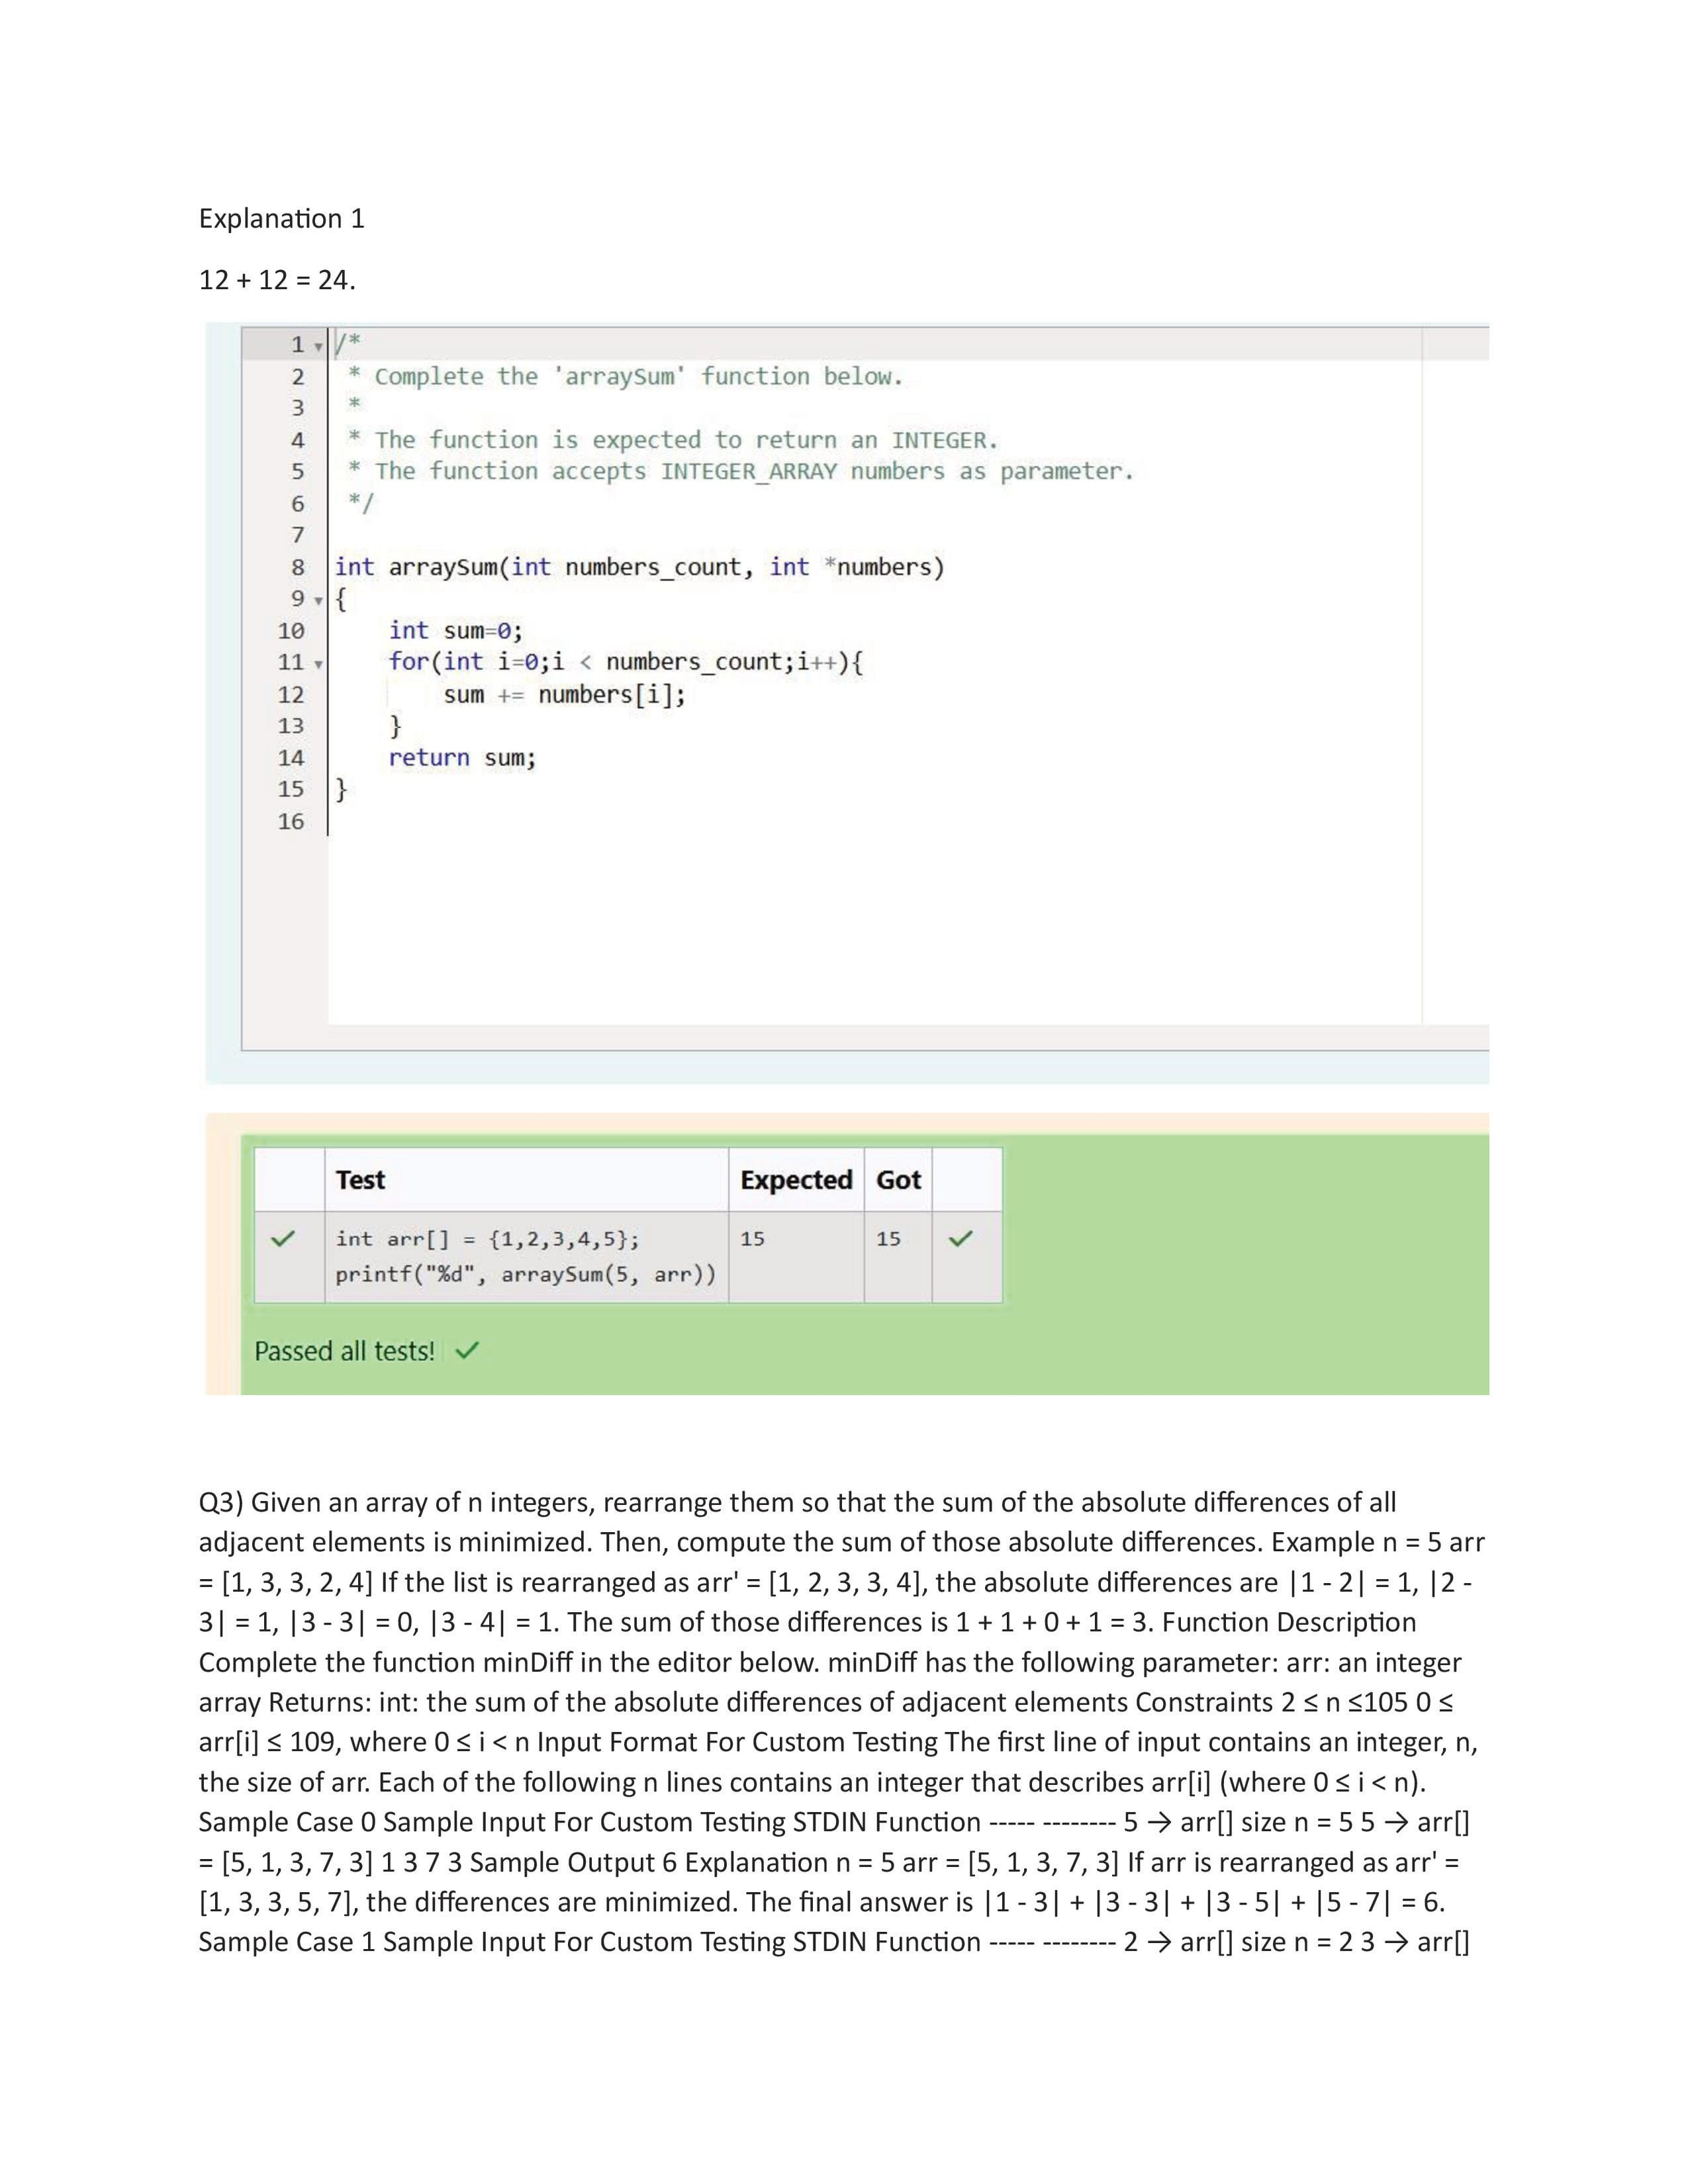 Explanation 1
12 + 12 = 24.
1 /*
2  * Complete the 'arraySum' function below.
3  *
4  * The function is expected to return an INTEGER.
5  * The function accepts INTEGER_ARRAY numbers as parameter.
6  */
7
8 int arraySum(int numbers_count, int *numbers)
9 {
10     int sum=0;
11     for(int i=0;i < numbers_count;i++){
12         sum += numbers[i];
13     }
14     return sum;
15 }
16
Test Expected Got
✓ int arr[] = {1,2,3,4,5}; 15 15 ✓
printf("%d", arraySum(5, arr))
Passed all tests! ✓
Q3) Given an array of n integers, rearrange them so that the sum of the absolute differences of all
adjacent elements is minimized. Then, compute the sum of those absolute differences. Example n = 5 arr
= [1, 3, 3, 2, 4] If the list is rearranged as arr' = [1, 2, 3, 3, 4], the absolute differences are |1 - 2| = 1, |2 -
3| = 1, |3 - 3| = 0, |3 - 4| = 1. The sum of those differences is 1 + 1 + 0 + 1 = 3. Function Description
Complete the function minDiff in the editor below. minDiff has the following parameter: arr: an integer
array Returns: int: the sum of the absolute differences of adjacent elements Constraints 2 ≤ n ≤105 0 ≤
arr[i] ≤ 109, where 0 ≤ i < n Input Format For Custom Testing The first line of input contains an integer, n,
the size of arr. Each of the following n lines contains an integer that describes arr[i] (where 0 ≤ i < n).
Sample Case 0 Sample Input For Custom Testing STDIN Function ----- -------- 5 → arr[] size n = 5 5 → arr[]
= [5, 1, 3, 7, 3] 1 3 7 3 Sample Output 6 Explanation n = 5 arr = [5, 1, 3, 7, 3] If arr is rearranged as arr' =
[1, 3, 3, 5, 7], the differences are minimized. The final answer is |1 - 3| + |3 - 3| + |3 - 5| + |5 - 7| = 6.
Sample Case 1 Sample Input For Custom Testing STDIN Function ----- -------- 2 → arr[] size n = 2 3 → arr[]